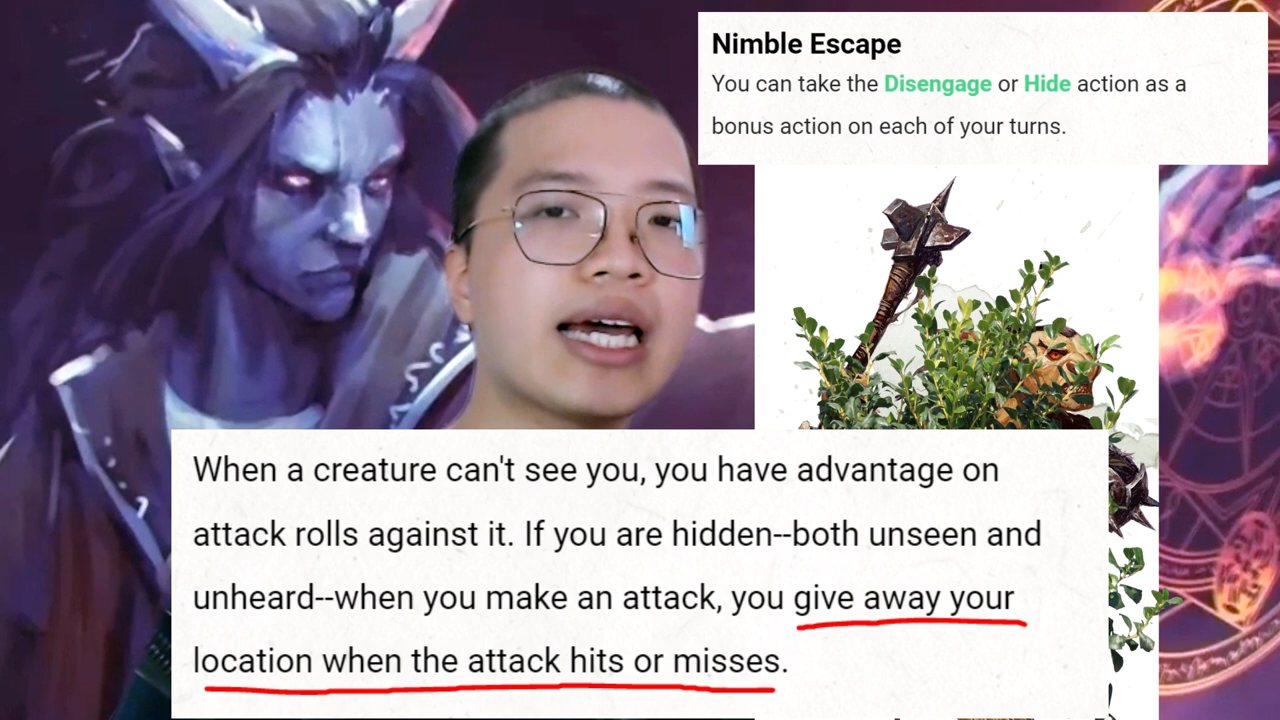 Nimble Escape
You can take the Disengage or Hide action as a
bonus action on each of your turns.
When a creature can't see you, you have advantage on
attack rolls against it. If you are hidden--both unseen and
unheard--when you make an attack, you give away your
location when the attack hits or misses.